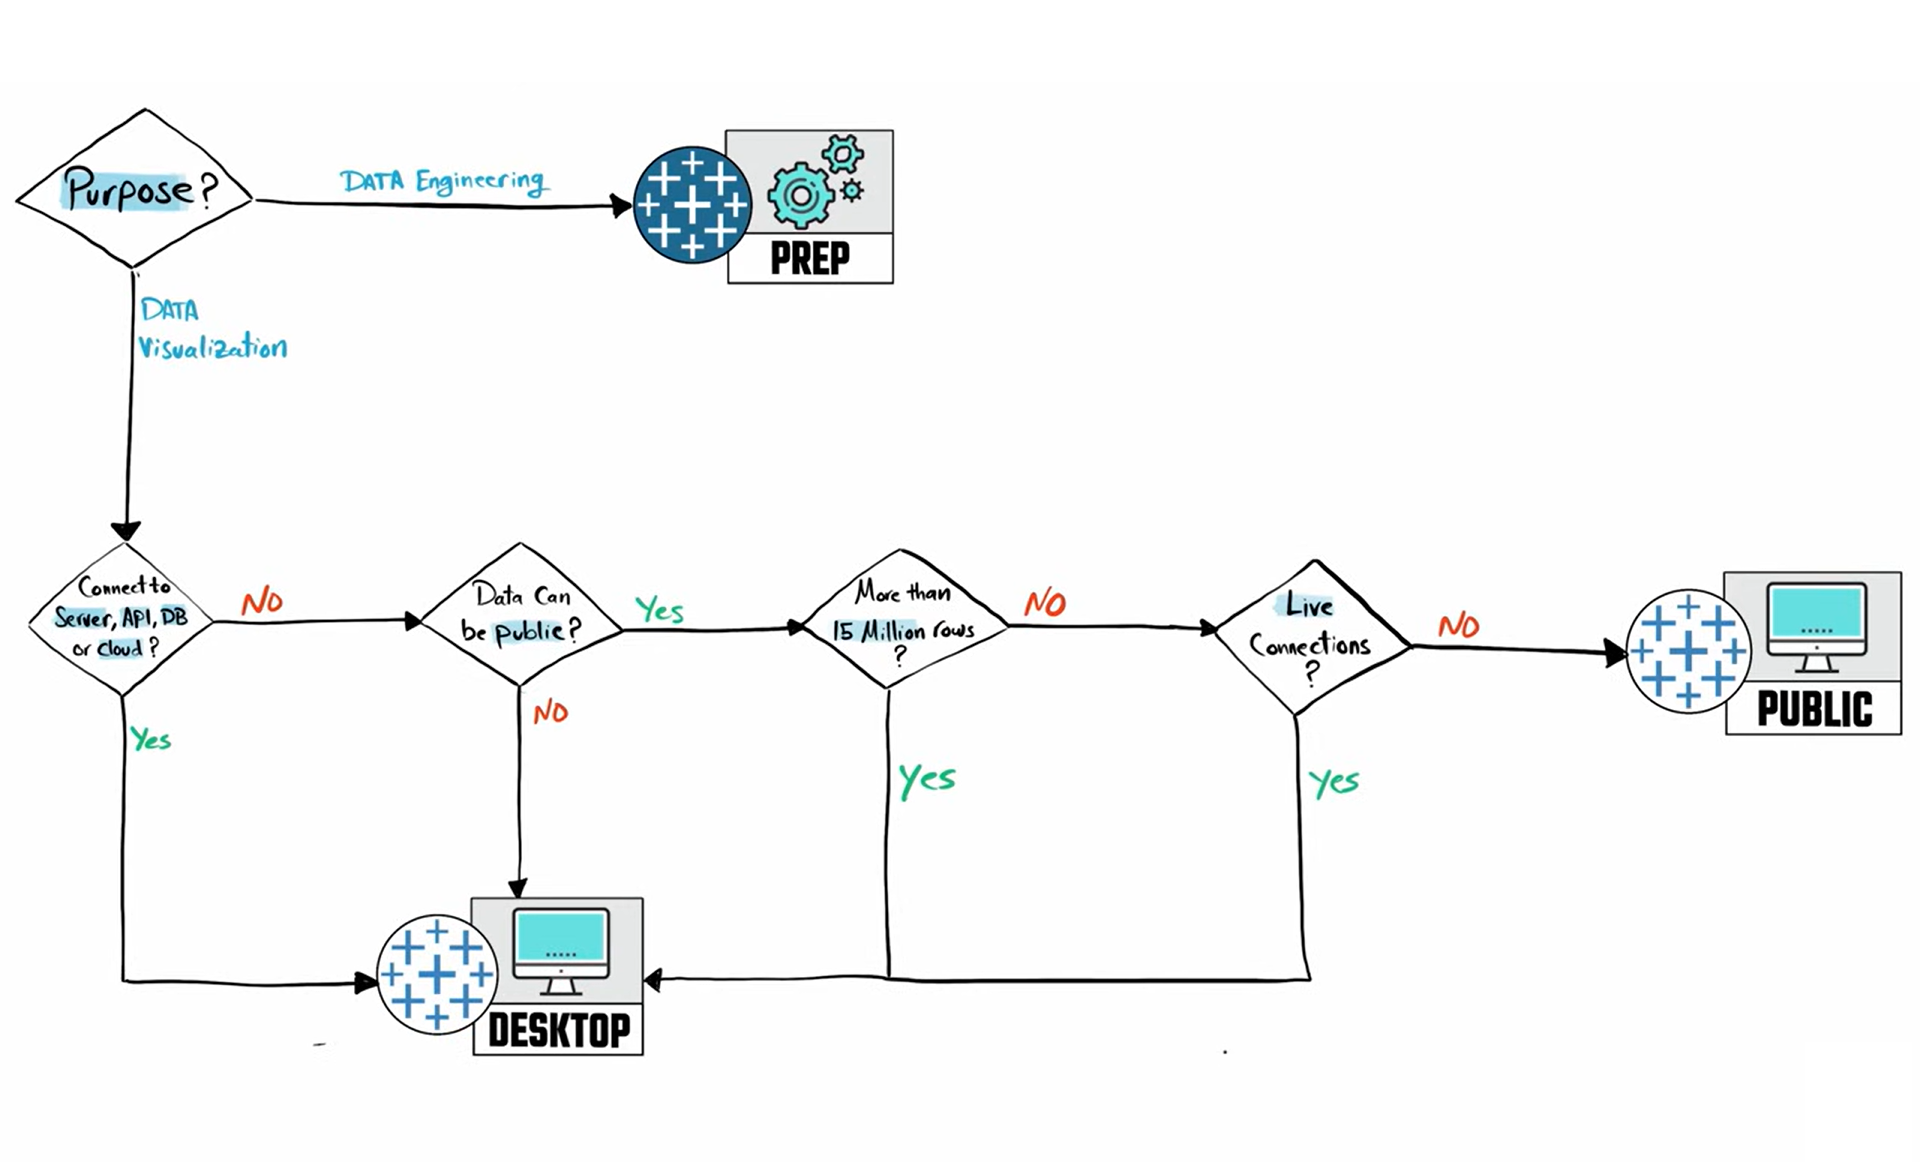 Purpose?
DATA Engineering
PREP
DATA
Visualization
Connect to
Server, API, DB
or cloud?
NO
Yes
Data Can
be public?
Yes
NO
More than
15 Million rows
?
NO
Yes
Live
Connections
?
NO
Yes
PUBLIC
DESKTOP